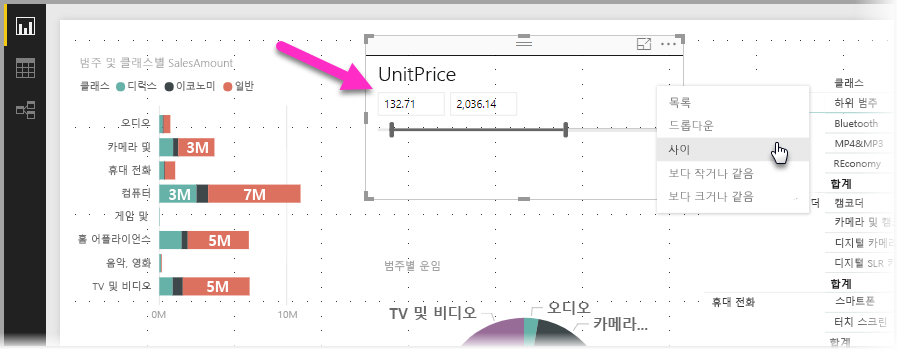 범주 및 클래스별 SalesAmount
클래스 디럭스 이코노미 일반
오디오
카메라 및
3M
휴대 전화
컴퓨터
3M 7M
게임 및
홈 어플라이언스
5M
음악, 영화
TV 및 비디오
5M
0M 10M
UnitPrice
132.71 2,036.14
목록
드롭다운
사이
보다 작거나 같음
보다 크거나 같음
범주별 운임
TV 및 비디오
오디오
카메라...
클래스
하위 범주
Bluetooth
MP4&MP3
REconomy
합계
더 캠코더
카메라 및 캠
디지털 카메라
디지털 SLR 카
합계
휴대 전화 스마트폰
터치 스크린
합계